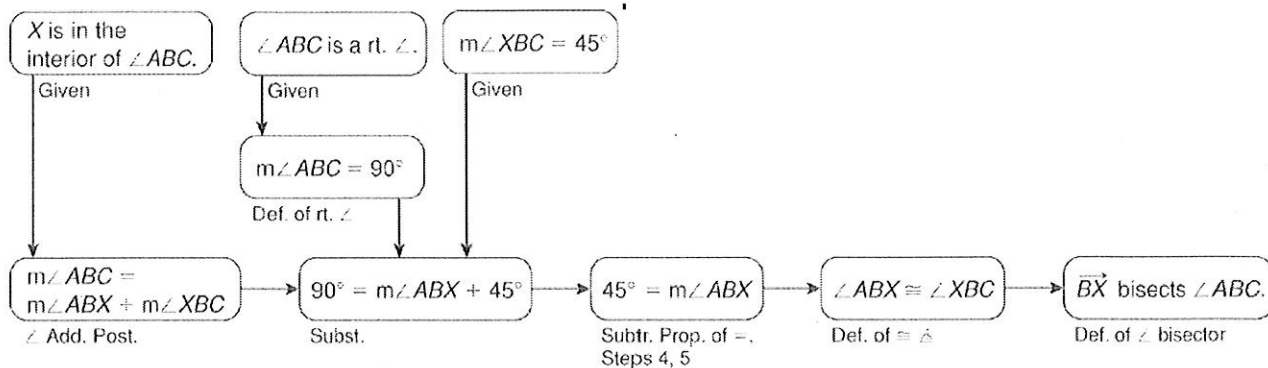 X is in the
interior of ∠ABC.
Given
∠ABC is a rt. ∠.
Given
m∠XBC = 45°
Given
m∠ABC = 90°
Def. of rt. ∠
m∠ABC =
m∠ABX + m∠XBC
∠ Add. Post.
90° = m∠ABX + 45°
Subst.
45° = m∠ABX
Subtr. Prop. of =,
Steps 4, 5
∠ABX ≅ ∠XBC
Def. of ≅ ∠s
BX bisects ∠ABC.
Def. of ∠ bisector